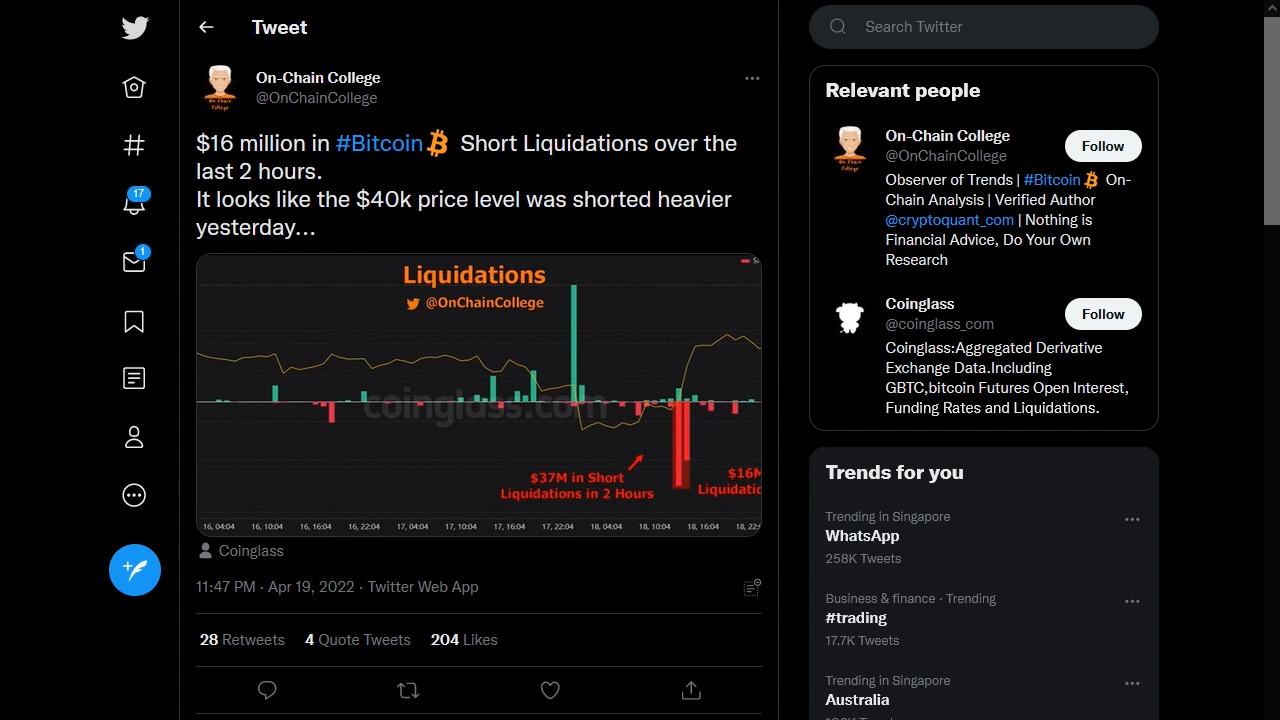 Tweet
On-Chain College
@OnChainCollege
$16 million in #Bitcoin Short Liquidations over the
last 2 hours.
It looks like the $40k price level was shorted heavier
yesterday...
Liquidations
@OnChainCollege
coinglass.com
$37M in Short
Liquidations in 2 Hours
$16M
Liquidatic
16, 04:04 16, 10:04 16, 16:04 16, 22:04 17, 04:04 17, 10:04 17, 16:04 17, 22:04 18, 04:04 18, 10:04 18, 16:04 18, 22:
Coinglass
11:47 PM · Apr 19, 2022 · Twitter Web App
28 Retweets 4 Quote Tweets 204 Likes
17
1
Search Twitter
Relevant people
On-Chain College
@OnChainCollege
Follow
Observer of Trends | #Bitcoin On-
Chain Analysis | Verified Author
@cryptoquant_com | Nothing is
Financial Advice, Do Your Own
Research
Coinglass
@coinglass_com
Follow
Coinglass:Aggregated Derivative
Exchange Data.Including
GBTC,bitcoin Futures Open Interest,
Funding Rates and Liquidations.
Trends for you
Trending in Singapore
WhatsApp
258K Tweets
Business & finance · Trending
#trading
17.7K Tweets
Trending in Singapore
Australia